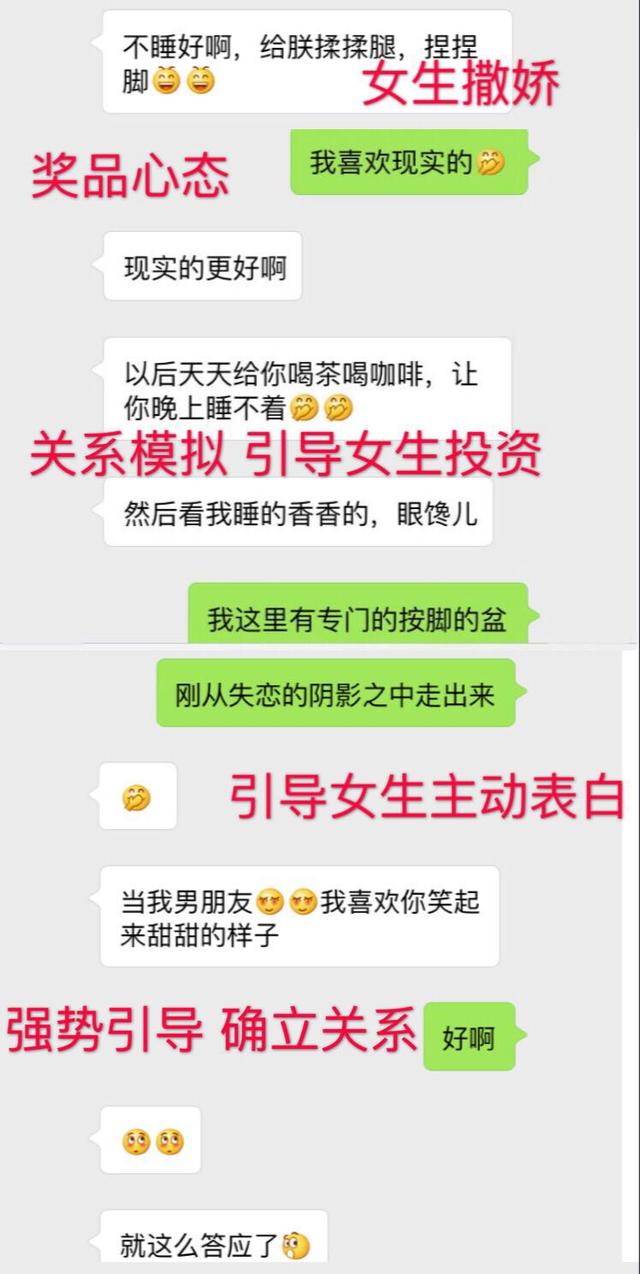 不睡好啊，给朕揉揉腿，捏捏
脚
女生撒娇
我喜欢现实的
奖品心态
现实的更好啊
以后天天给你喝茶喝咖啡，让
你晚上睡不着
关系模拟 引导女生投资
然后看我睡的香香的，眼馋儿
我这里有专门的按脚的盆
刚从失恋的阴影之中走出来
引导女生主动表白
当我男朋友我喜欢你笑起
来甜甜的样子
强势引导 确立关系
好啊
就这么答应了